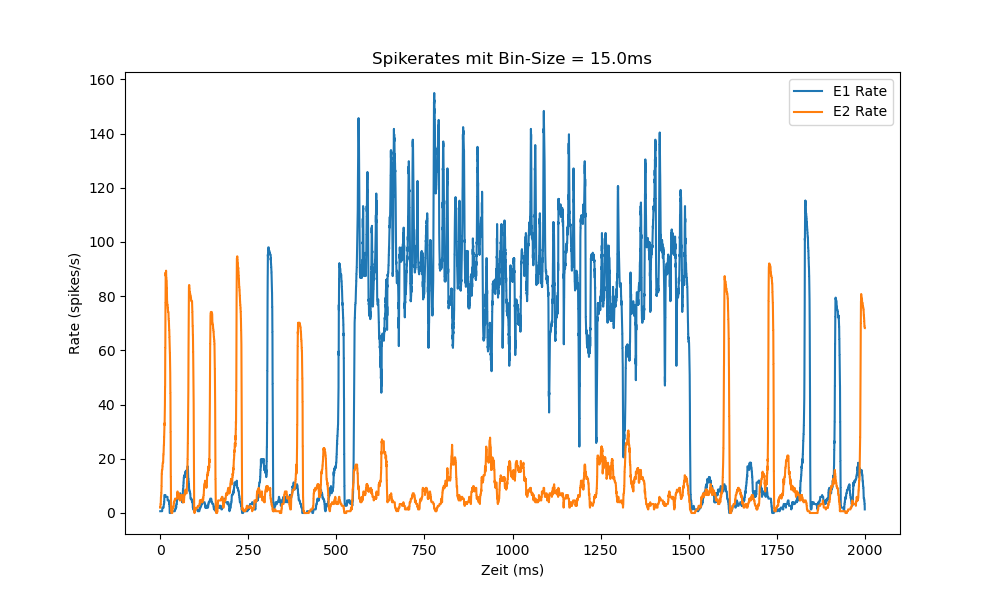 Spikerates mit Bin-Size = 15.0ms
E1 Rate
E2 Rate
160
140
120
100
80
60
40
20
0
Rate (spikes/s)
0 250 500 750 1000 1250 1500 1750 2000
Zeit (ms)